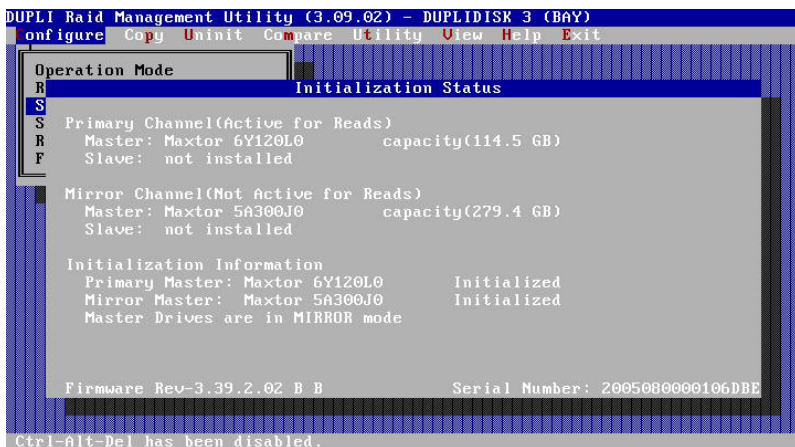 DUPLI Raid Management Utility (3.09.02) - DUPLIDISK 3 (BAY)
Configure Copy Uninit Compare Utility View Help Exit
Operation Mode
R
S
S
R
F
Initialization Status
Primary Channel(Active for Reads)
Master: Maxtor 6Y120L0 capacity(114.5 GB)
Slave: not installed
Mirror Channel(Not Active for Reads)
Master: Maxtor 5A300J0 capacity(279.4 GB)
Slave: not installed
Initialization Information
Primary Master: Maxtor 6Y120L0 Initialized
Mirror Master: Maxtor 5A300J0 Initialized
Master Drives are in MIRROR mode
Firmware Rev-3.39.2.02 B B Serial Number: 2005080000106DBE
Ctrl-Alt-Del has been disabled.